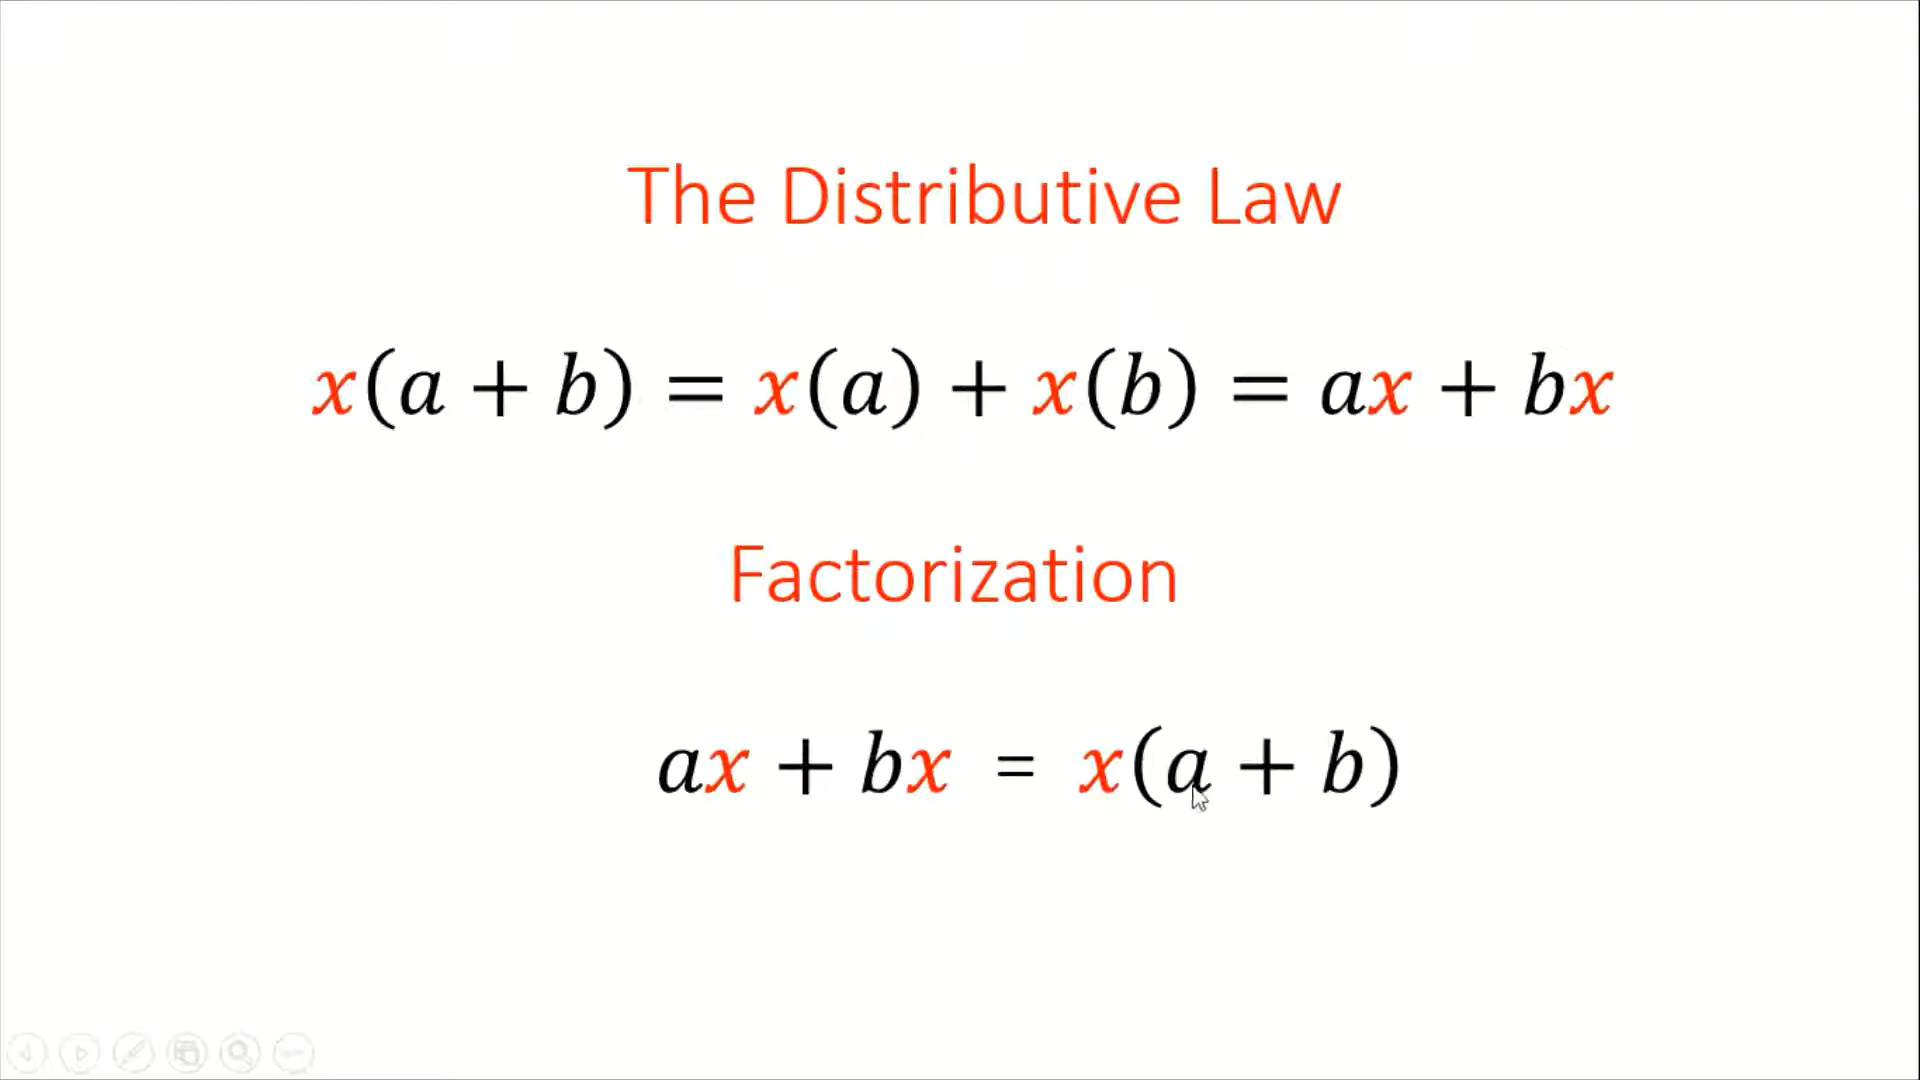 The Distributive Law
x(a + b) = x(a) + x(b) = ax + bx
Factorization
ax + bx = x(a + b)